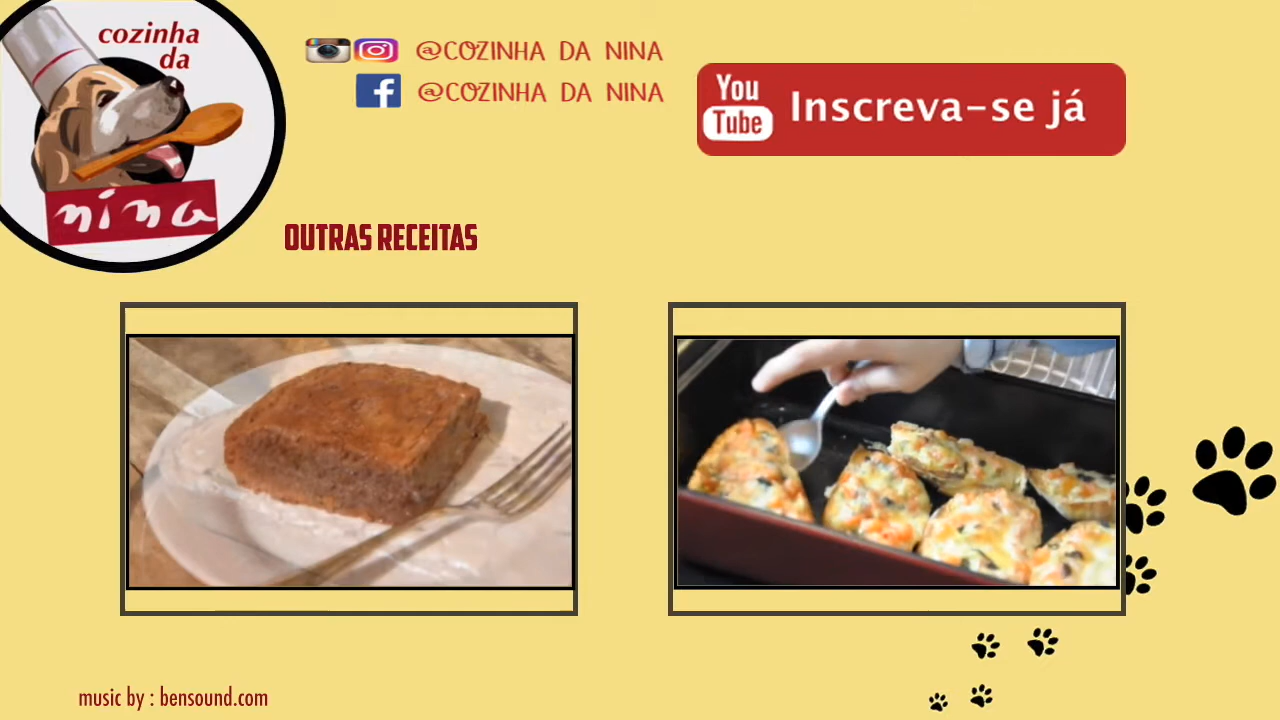 cozinha
da
nina
@COZINHA DA NINA
@COZINHA DA NINA
You
Tube
Inscreva-se já
OUTRAS RECEITAS
music by : bensound.com